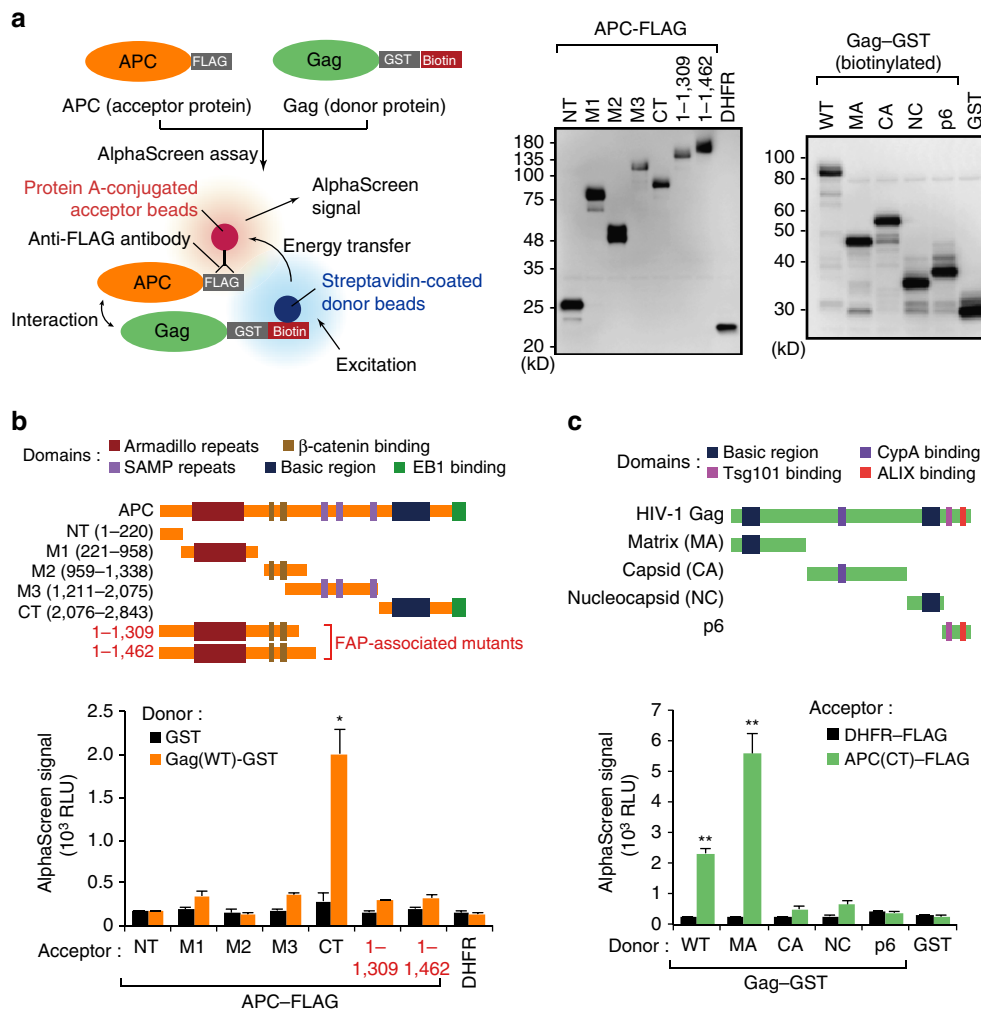 a
APC
FLAG
Gag
GST
Biotin
APC (acceptor protein)
Gag (donor protein)
AlphaScreen assay
Protein A-conjugated
acceptor beads
AlphaScreen
signal
Anti-FLAG antibody
Energy transfer
APC
FLAG
Streptavidin-coated
donor beads
Interaction
Gag
GST
Biotin
Excitation
APC-FLAG
NT
M1
M2
M3
CT
1–1,309
1–1,462
DHFR
180
135
100
75
48
35
25
20
(kD)
Gag–GST
(biotinylated)
WT
MA
CA
NC
p6
GST
100
80
60
50
40
30
(kD)
b
Domains :
Armadillo repeats
β-catenin binding
SAMP repeats
Basic region
EB1 binding
APC
NT (1–220)
M1 (221–958)
M2 (959–1,338)
M3 (1,211–2,075)
CT (2,076–2,843)
1–1,309
1–1,462
FAP-associated mutants
AlphaScreen signal
(10³ RLU)
2.5
2.0
1.5
1.0
0.5
0
Donor :
GST
Gag(WT)-GST
*
Acceptor :
NT
M1
M2
M3
CT
1–
1,309
1–
1,462
DHFR
APC–FLAG
c
Domains :
Basic region
CypA binding
Tsg101 binding
ALIX binding
HIV-1 Gag
Matrix (MA)
Capsid (CA)
Nucleocapsid (NC)
p6
AlphaScreen signal
(10³ RLU)
7
6
5
4
3
2
1
0
Acceptor :
DHFR–FLAG
APC(CT)–FLAG
**
**
Donor :
WT
MA
CA
NC
p6
GST
Gag–GST